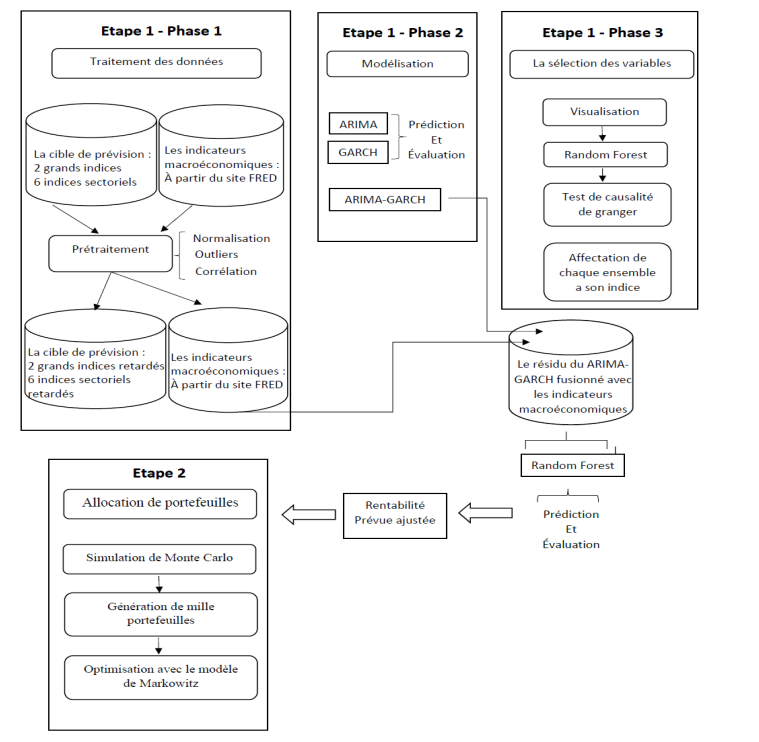 Etape 1 - Phase 1
Traitement des données
La cible de prévision :
2 grands indices
6 indices sectoriels
Les indicateurs
macroéconomiques :
À partir du site FRED
Prétraitement
Normalisation
Outliers
Corrélation
La cible de prévision :
2 grands indices retardés
6 indices sectoriels
retardés
Les indicateurs
macroéconomiques :
À partir du site FRED
Etape 1 - Phase 2
Modélisation
ARIMA
GARCH
Prédiction
Et
Évaluation
ARIMA-GARCH
Etape 1 - Phase 3
La sélection des variables
Visualisation
Random Forest
Test de causalité
de granger
Affectation de
chaque ensemble
a son indice
Le résidu du ARIMA-
GARCH fusionné avec
les indicateurs
macroéconomiques
Random Forest
Prédiction
Et
Évaluation
Rentabilité
Prévue ajustée
Etape 2
Allocation de portefeuilles
Simulation de Monte Carlo
Génération de mille
portefeuilles
Optimisation avec le modèle
de Markowitz